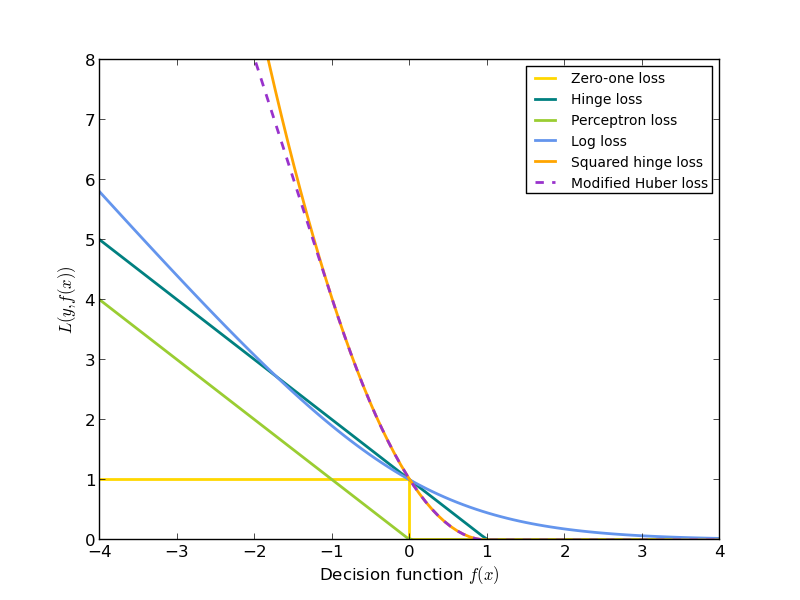 8
7
6
5
4
3
2
1
0
L(y, f(x))
Zero-one loss
Hinge loss
Perceptron loss
Log loss
Squared hinge loss
Modified Huber loss
−4 −3 −2 −1 0 1 2 3 4
Decision function f(x)